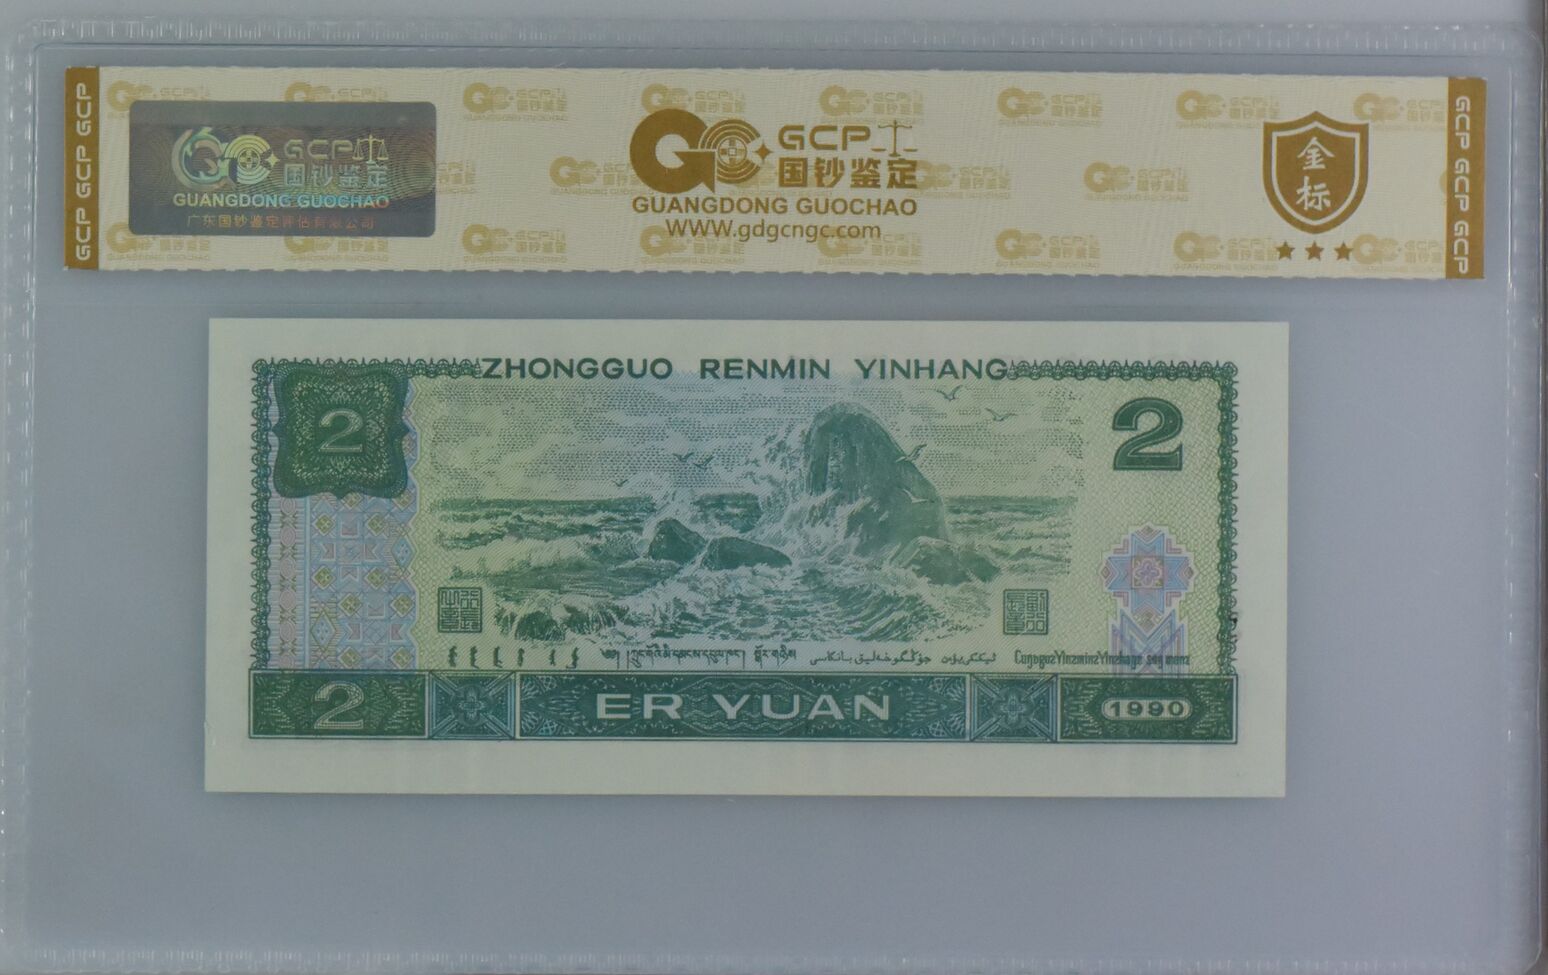 GCP GCP GCP
GCP 国钞鉴定
GUANGDONG GUOCHAO
广东国钞鉴定评估有限公司
GCP
国钞鉴定
GUANGDONG GUOCHAO
WWW.gdgcngc.com
金标
GCP GCP GCP
ZHONGGUO RENMIN YINHANG
2
2
2
ER YUAN
1990